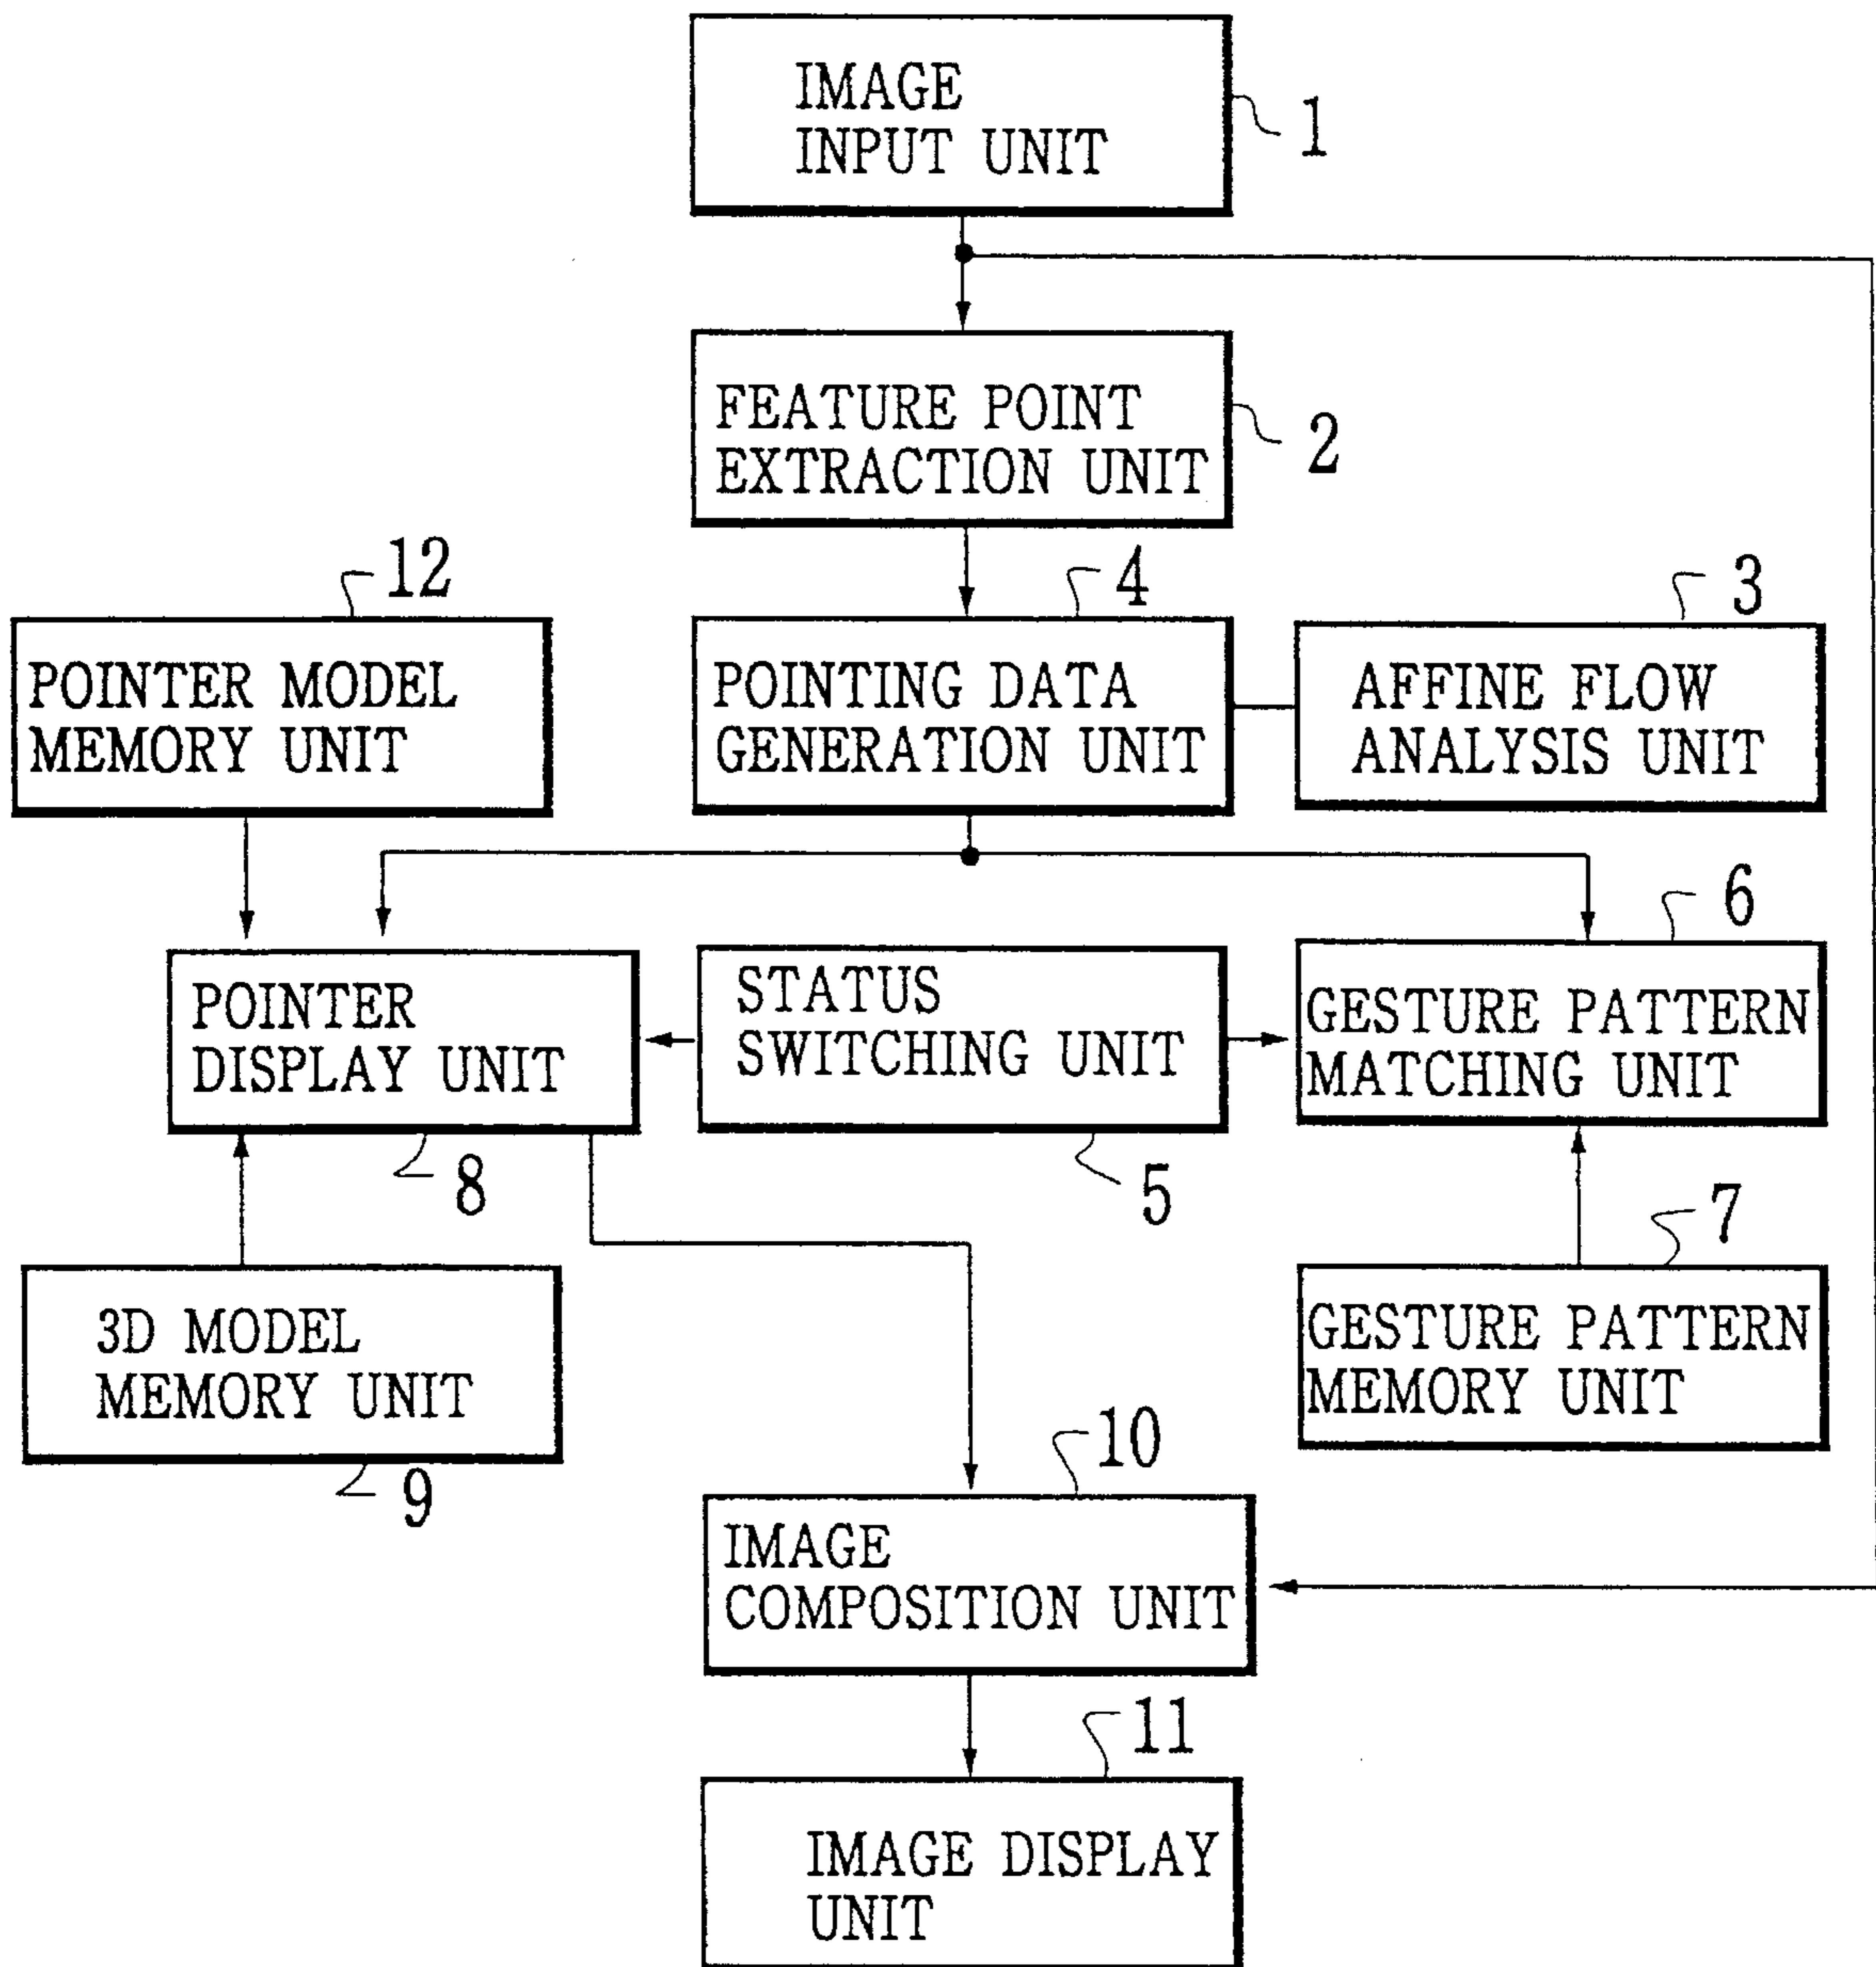 IMAGE
INPUT UNIT
1
FEATURE POINT
EXTRACTION UNIT
2
12
POINTER MODEL
MEMORY UNIT
4
POINTING DATA
GENERATION UNIT
3
AFFINE FLOW
ANALYSIS UNIT
POINTER
DISPLAY UNIT
8
STATUS
SWITCHING UNIT
5
6
GESTURE PATTERN
MATCHING UNIT
3D MODEL
MEMORY UNIT
9
7
GESTURE PATTERN
MEMORY UNIT
10
IMAGE
COMPOSITION UNIT
11
IMAGE DISPLAY
UNIT